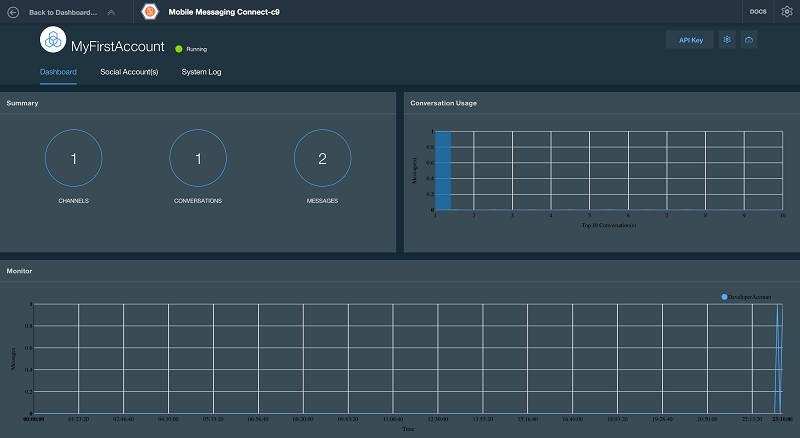 Back to Dashboard...
Mobile Messaging Connect-c9
DOCS
MyFirstAccount
Running
API Key
Dashboard
Social Account(s)
System Log
Summary
1
1
2
CHANNELS
CONVERSATIONS
MESSAGES
Conversation Usage
Message(s)
1
0.8
0.6
0.4
0.2
0
1 2 3 4 5 6 7 8 9 10
Top 10 Conversation(s)
Monitor
DeveloperAccount
Messages
1
0.8
0.6
0.4
0.2
0
00:00:00 01:23:20 02:46:40 04:10:00 05:33:20 06:56:40 08:20:00 09:43:20 11:06:40 12:30:00 13:53:20 15:16:40 16:40:00 18:03:20 19:26:40 20:50:00 22:13:20
Time